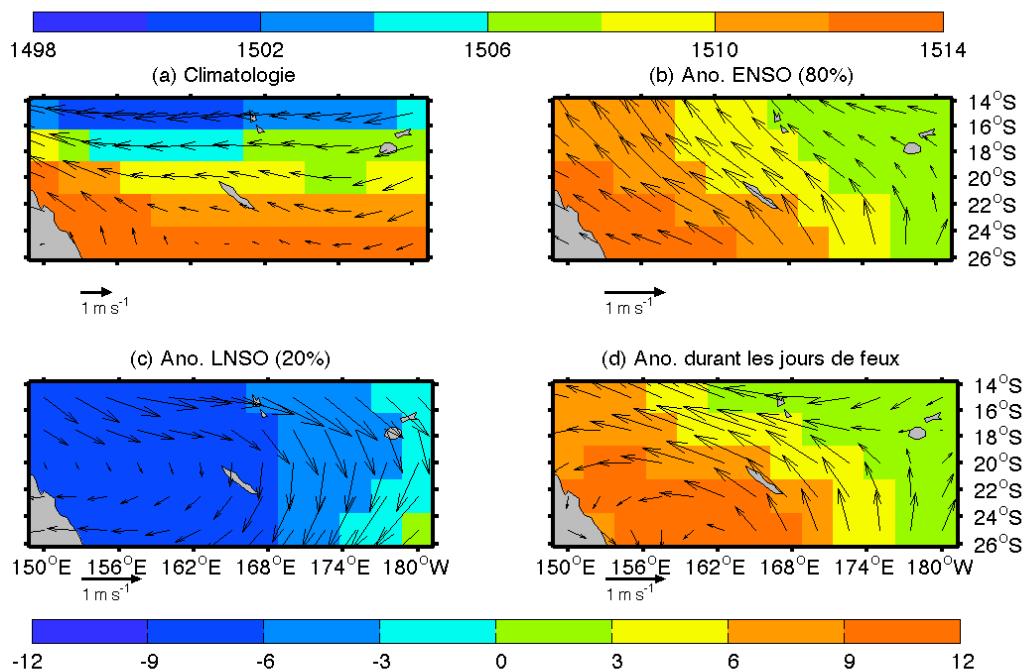 1498 1502 1506 1510 1514
(a) Climatologie (b) Ano. ENSO (80%)
14°S
16°S
18°S
20°S
22°S
24°S
26°S
1 m s⁻¹ 1 m s⁻¹
(c) Ano. LNSO (20%) (d) Ano. durant les jours de feux
14°S
16°S
18°S
20°S
22°S
24°S
26°S
150°E 156°E 162°E 168°E 174°E 180°W 150°E 156°E 162°E 168°E 174°E 180°W
1 m s⁻¹ 1 m s⁻¹
-12 -9 -6 -3 0 3 6 9 12